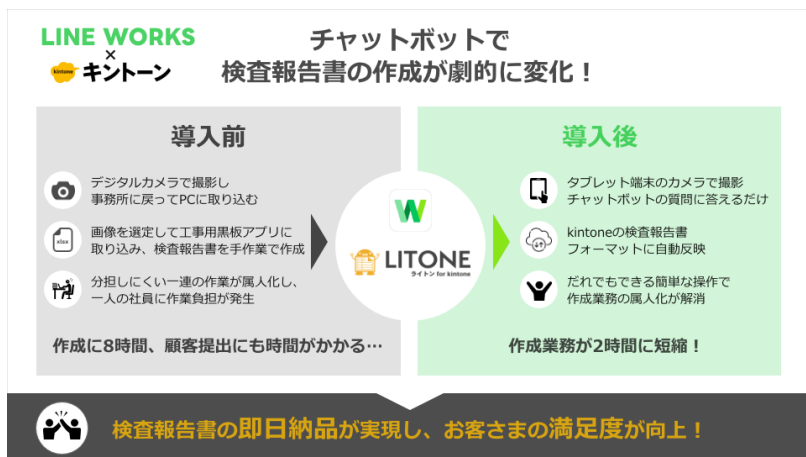 LINE WORKS
×
kintone キントーン
チャットボットで
検査報告書の作成が劇的に変化！
導入前
デジタルカメラで撮影し
事務所に戻ってPCに取り込む
xlsx
画像を選定して工事用黒板アプリに
取り込み、検査報告書を手作業で作成
分担しにくい一連の作業が属人化し、
一人の社員に作業負担が発生
作成に8時間、顧客提出にも時間がかかる…
W
LITONE
ライトン for kintone
導入後
タブレット端末のカメラで撮影
チャットボットの質問に答えるだけ
kintoneの検査報告書
フォーマットに自動反映
だれでもできる簡単な操作で
作成業務の属人化が解消
作成業務が2時間に短縮！
検査報告書の即日納品が実現し、お客さまの満足度が向上！